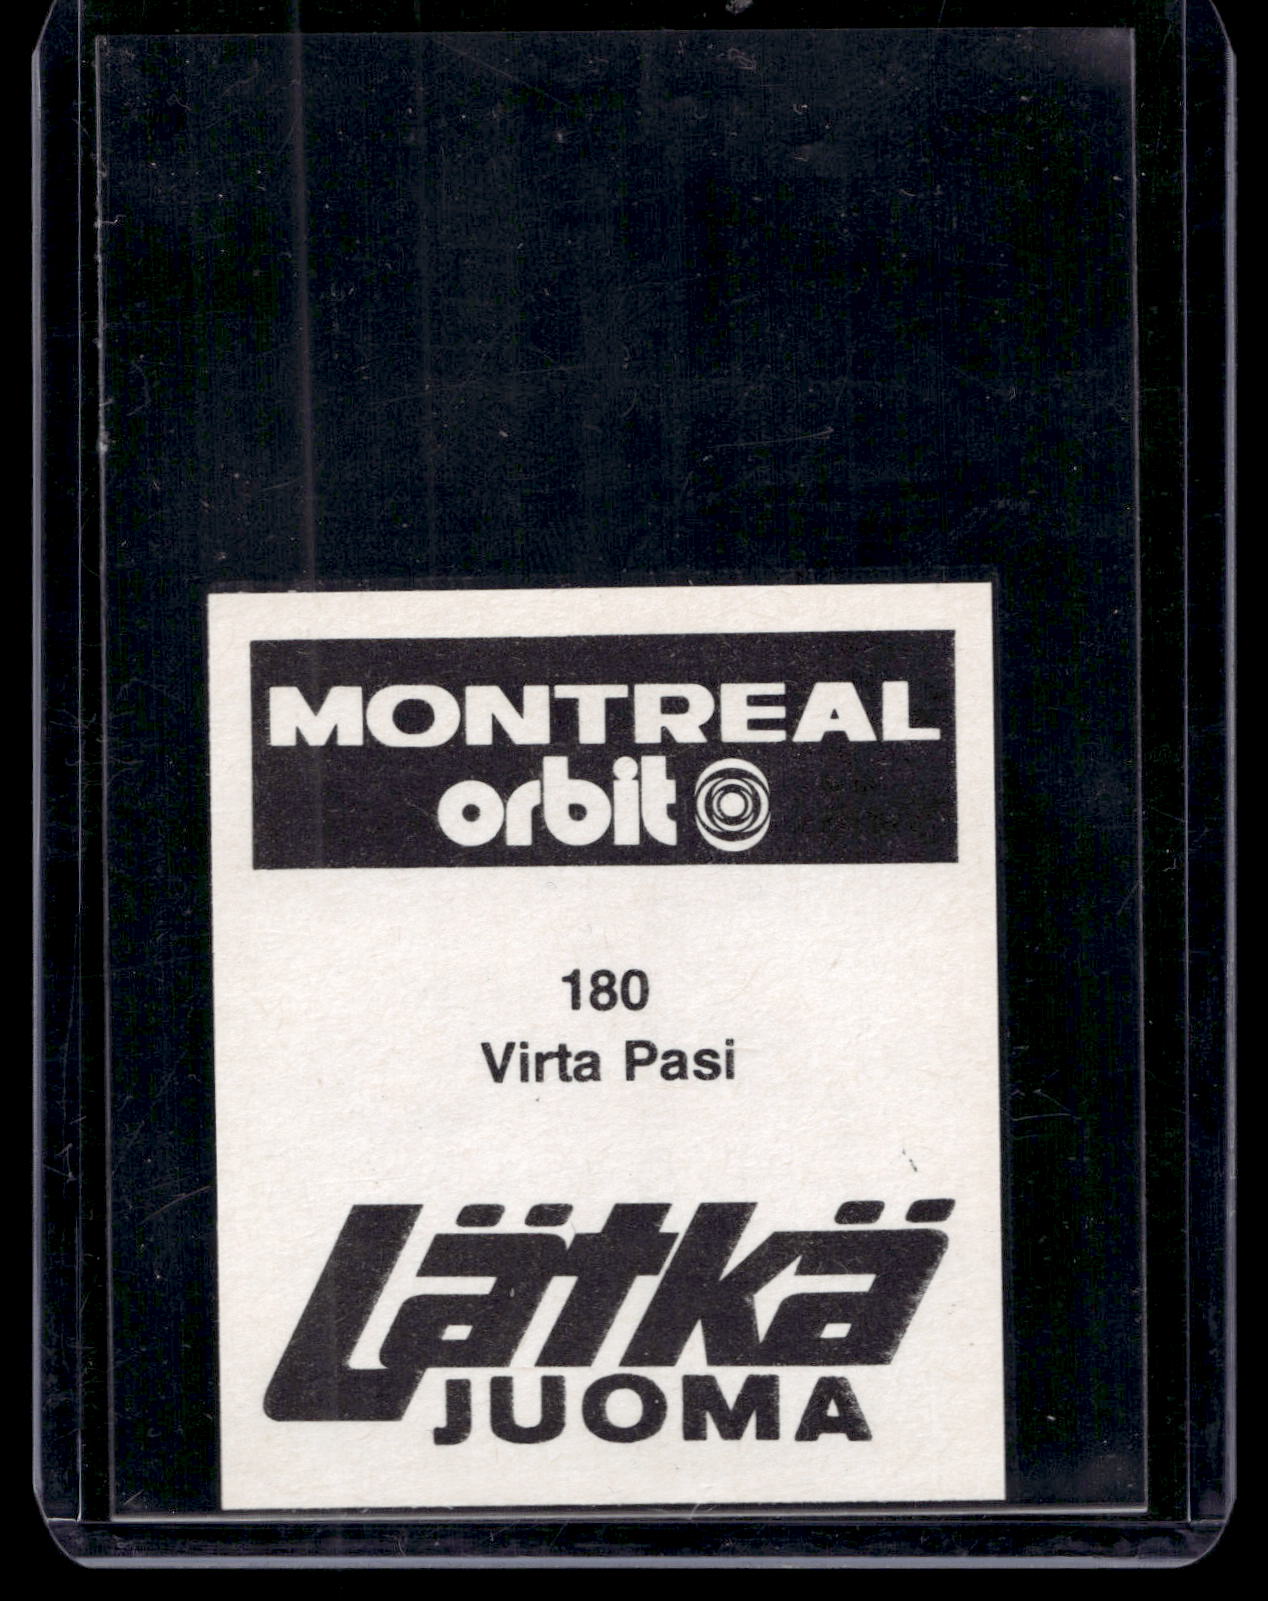 MONTREAL
orbit
180
Virta Pasi
Lätkä
JUOMA